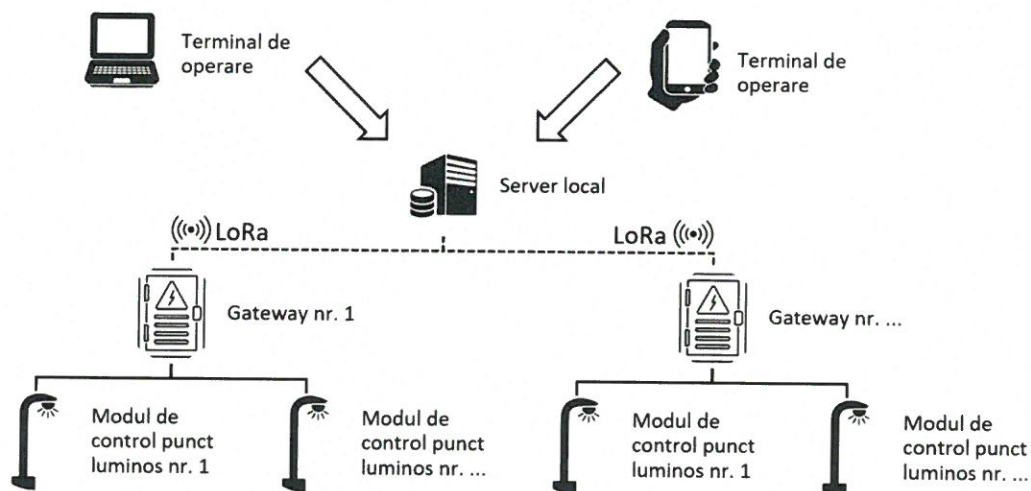 Terminal de
operare
Terminal de
operare
Server local
LoRa
LoRa
Gateway nr. 1
Gateway nr. ...
Modul de
control punct
luminos nr. 1
Modul de
control punct
luminos nr. ...
Modul de
control punct
luminos nr. 1
Modul de
control punct
luminos nr. ...